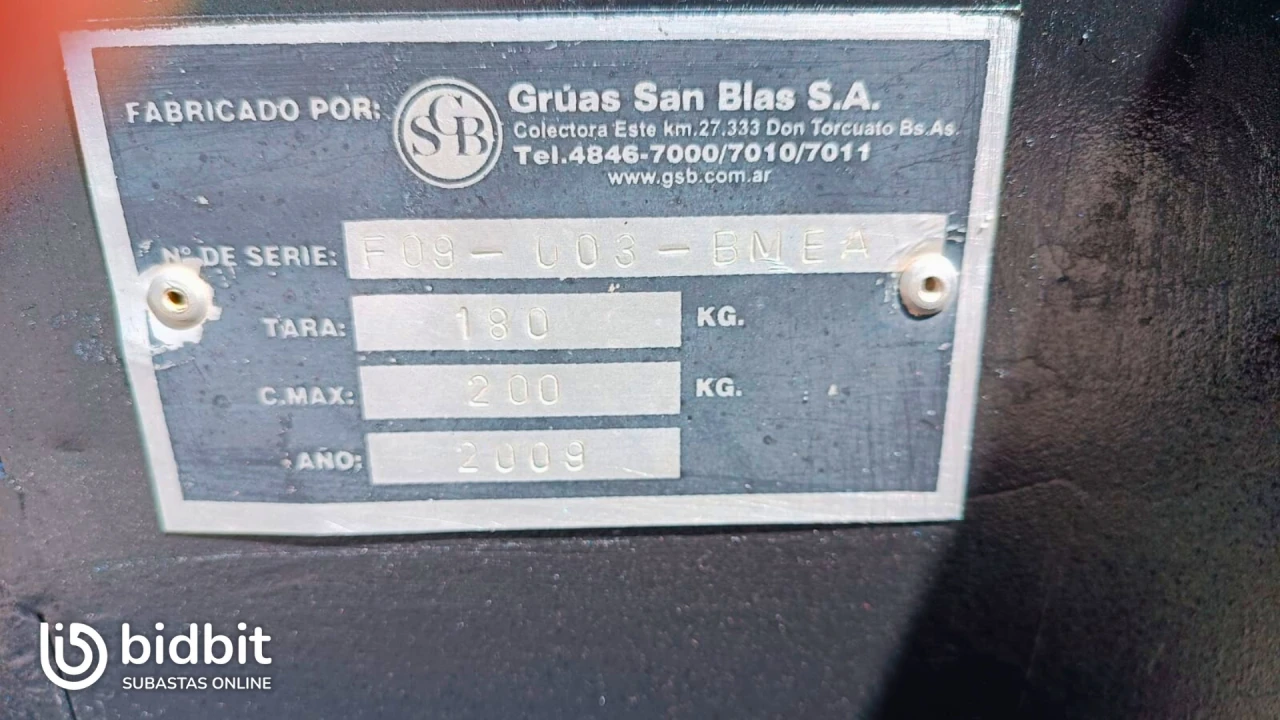 FABRICADO POR:
GSB
Grúas San Blas S.A.
Colectora Este km.27.333 Don Torcuato Bs.As.
Tel.4846-7000/7010/7011
www.gsb.com.ar
Nº DE SERIE: F09-003-BMEA
TARA: 180 KG.
C.MAX: 200 KG.
AÑO: 2009
bidbit
SUBASTAS ONLINE